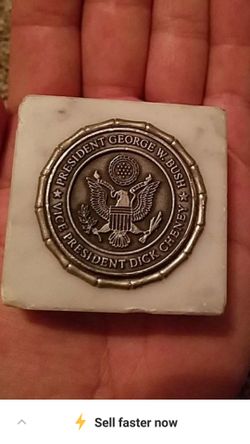 PRESIDENT GEORGE W. BUSH
★ VICE PRESIDENT DICK CHENEY ★
Sell faster now